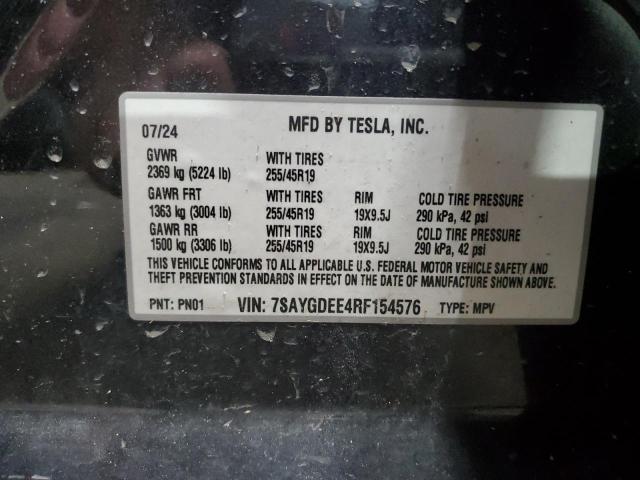 07/24 MFD BY TESLA, INC.
GVWR WITH TIRES
2369 kg (5224 lb) 255/45R19
GAWR FRT WITH TIRES RIM COLD TIRE PRESSURE
1363 kg (3004 lb) 255/45R19 19X9.5J 290 kPa, 42 psi
GAWR RR WITH TIRES RIM COLD TIRE PRESSURE
1500 kg (3306 lb) 255/45R19 19X9.5J 290 kPa, 42 psi
THIS VEHICLE CONFORMS TO ALL APPLICABLE U.S. FEDERAL MOTOR VEHICLE SAFETY AND
THEFT PREVENTION STANDARDS IN EFFECT ON THE DATE OF MANUFACTURE SHOWN ABOVE.
PNT: PN01 VIN: 7SAYGDEE4RF154576 TYPE: MPV